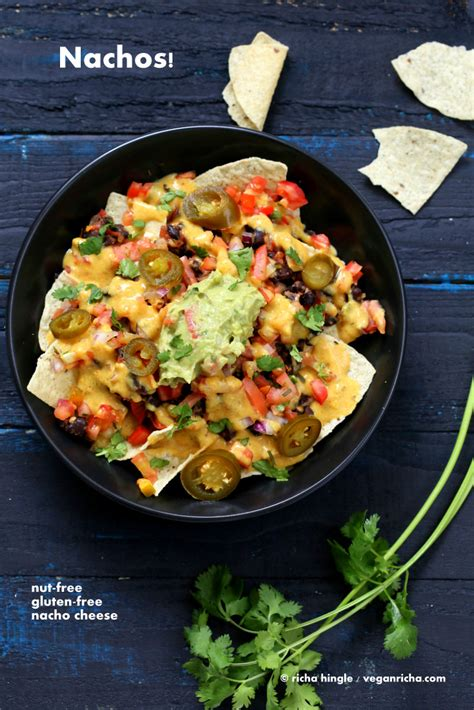 Nachos!
nut-free
gluten-free
nacho cheese
© richa hingle / veganricha.com